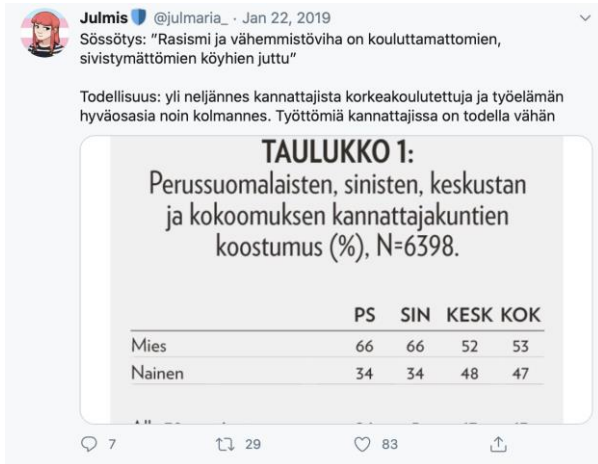 Julmis @julmaria_ · Jan 22, 2019
Sössötys: "Rasismi ja vähemmistöviha on kouluttamattomien,
sivistymättömien köyhien juttu"
Todellisuus: yli neljännes kannattajista korkeakoulutettuja ja työelämän
hyväosasia noin kolmannes. Työttömiä kannattajissa on todella vähän
TAULUKKO 1:
Perussuomalaisten, sinisten, keskustan
ja kokoomuksen kannattajakuntien
koostumus (%), N=6398.
PS SIN KESK KOK
Mies 66 66 52 53
Nainen 34 34 48 47
7 29 83